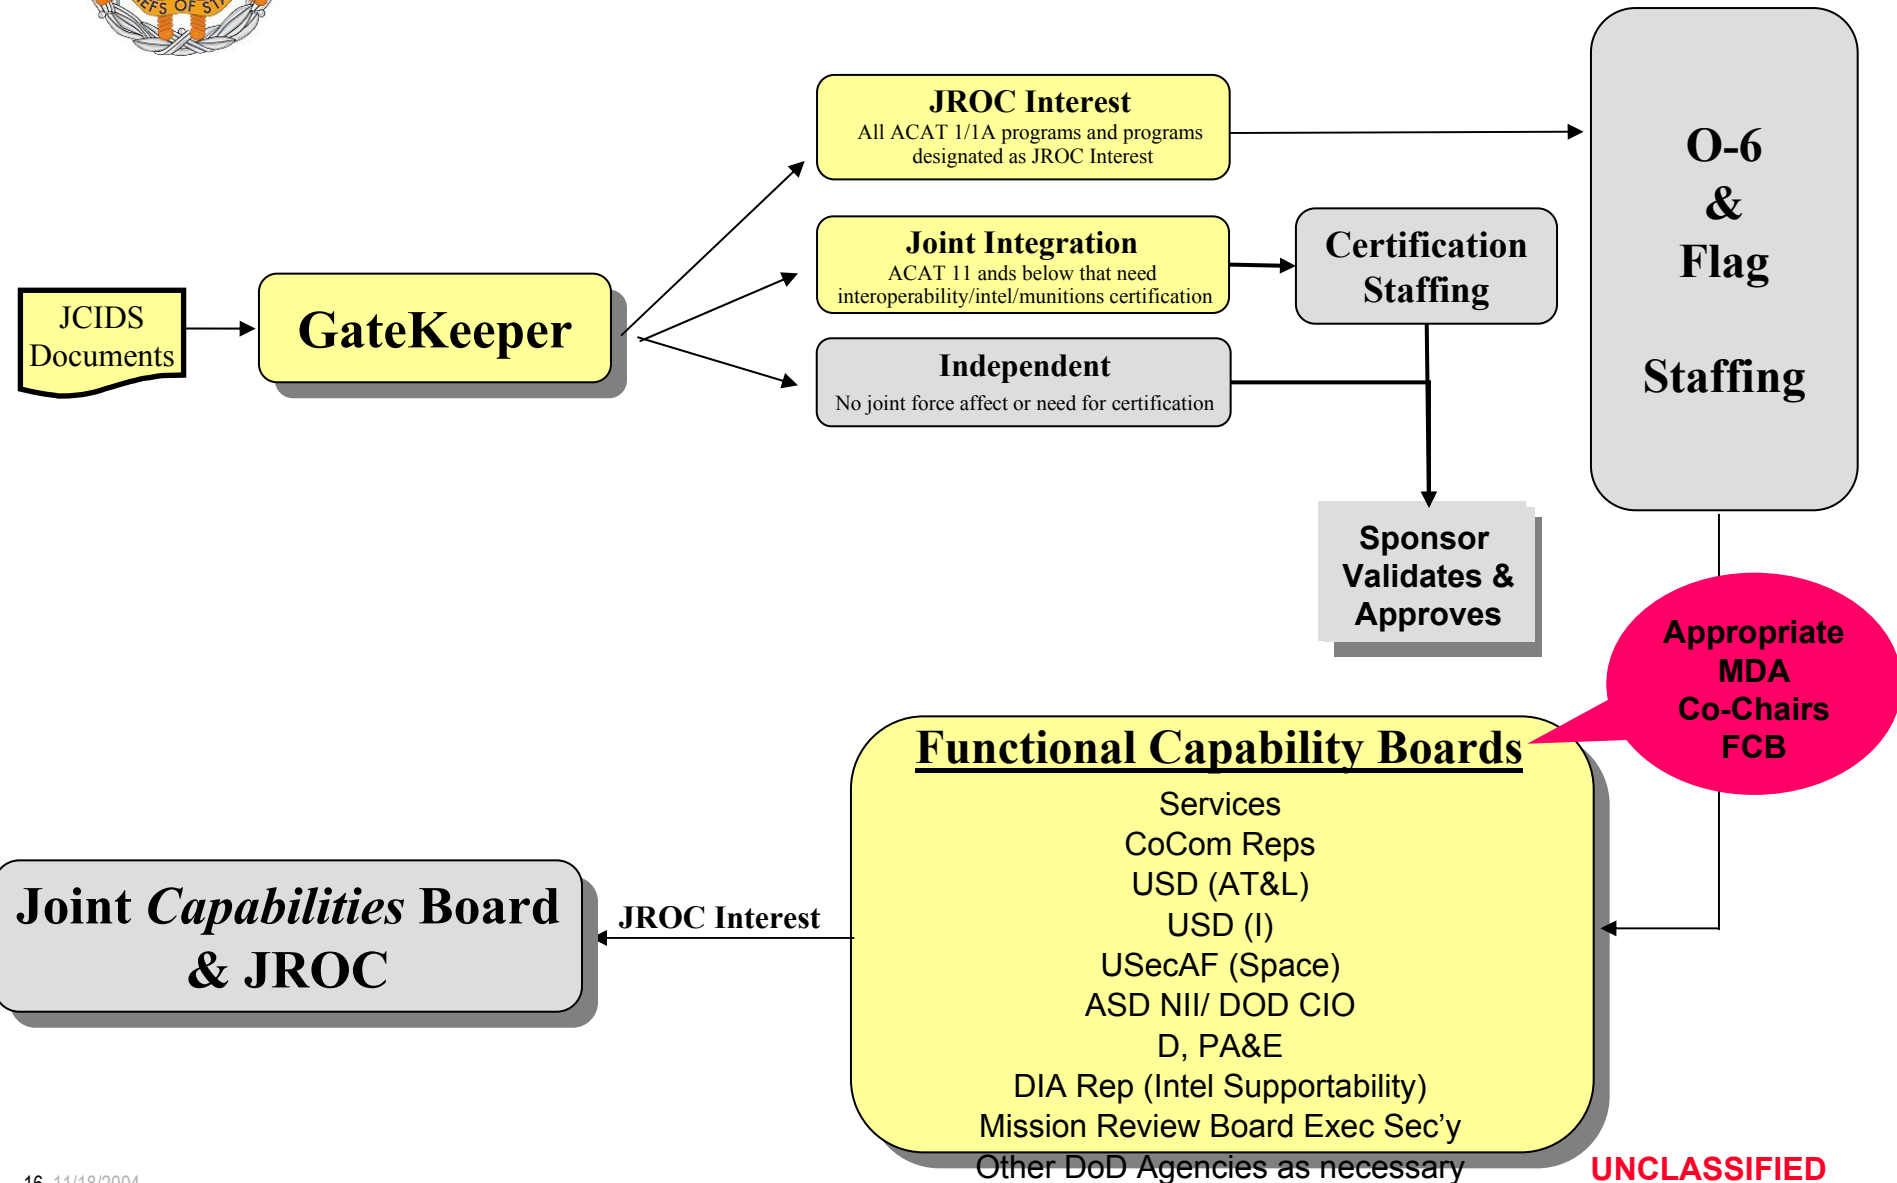 JROC Interest
All ACAT 1/1A programs and programs
designated as JROC Interest
O-6
&
Flag
Staffing
Joint Integration
ACAT 11 ands below that need
interoperability/intel/munitions certification
Certification
Staffing
JCIDS
Documents
GateKeeper
Independent
No joint force affect or need for certification
Sponsor
Validates &
Approves
Appropriate
MDA
Co-Chairs
FCB
Functional Capability Boards
Services
CoCom Reps
USD (AT&L)
USD (I)
USecAF (Space)
ASD NII/ DOD CIO
D, PA&E
DIA Rep (Intel Supportability)
Mission Review Board Exec Sec’y
Other DoD Agencies as necessary
JROC Interest
Joint Capabilities Board
& JROC
16 11/18/2004
UNCLASSIFIED